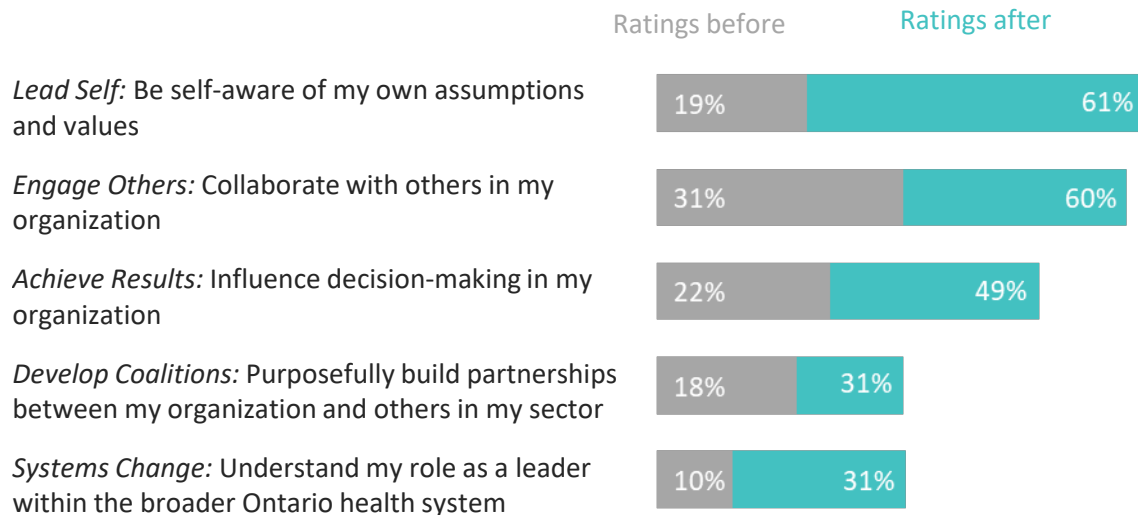 Ratings before Ratings after
Lead Self: Be self-aware of my own assumptions
and values
19% 61%
Engage Others: Collaborate with others in my
organization
31% 60%
Achieve Results: Influence decision-making in my
organization
22% 49%
Develop Coalitions: Purposefully build partnerships
between my organization and others in my sector
18% 31%
Systems Change: Understand my role as a leader
within the broader Ontario health system
10% 31%